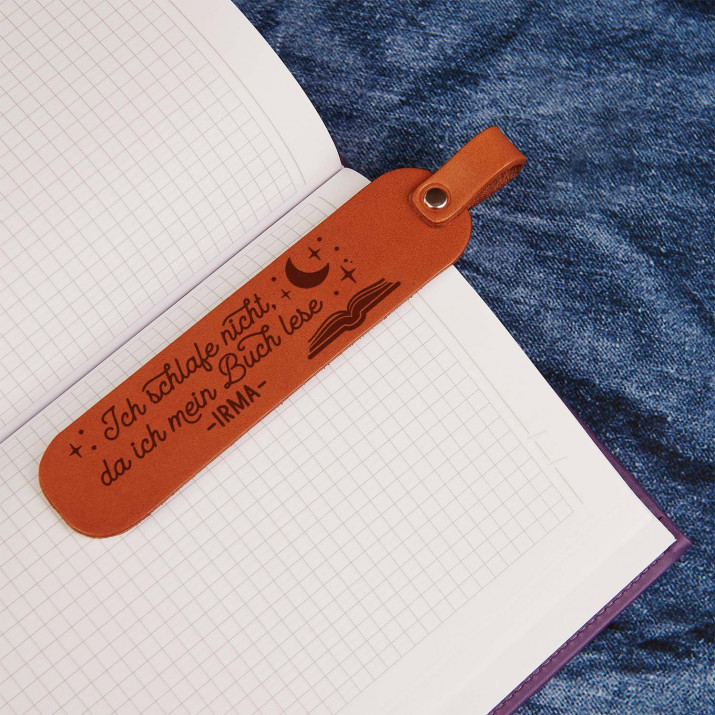 Ich schlafe nicht,
da ich mein Buch lese
-IRMA-